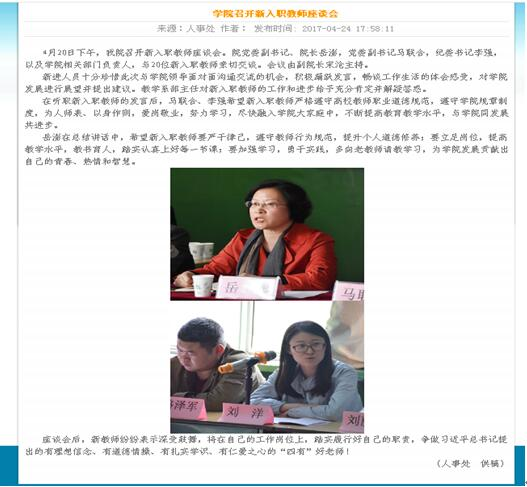 学院召开新入职教师座谈会
来源：人事处 作者： 发布时间: 2017-04-24 17:58:11
4月20日下午，我院召开新入职教师座谈会。院党委副书记、院长岳澎，党委副书记马联会，纪委书记李强，
以及学院相关部门负责人，与20位新入职教师亲切交谈。会议由副院长宋沧主持。
新进人员十分珍惜此次与学院领导面对面沟通交流的机会，积极踊跃发言，畅谈工作生活的体会感受，对学院
发展进行展望并提出建议。教学系部主任对新入职教师的工作和进步给予充分肯定并解疑答惑。
在听取新入职教师的发言后，马联会、李强希望新入职教师严格遵守高校教师职业道德规范，遵守学院规章制
度，为人师表、以身作则，爱岗敬业，努力学习，尽快融入学院大家庭中，不断提高教育教学水平，与学院同发展
共进步。
岳澎在总结讲话中，希望新入职教师要严于律己，遵守教师行为规范，提升个人道德修养；要立足岗位，提高
教学水平，教书育人，踏实认真上好每一节课；要加强学习，勇于实践，多向老教师请教学习，为学院发展贡献出
自己的青春、热情和智慧。
岳
马联
泽军
刘 洋
刘
座谈会后，新教师纷纷表示深受鼓舞，将在自己的工作岗位上，踏实履行好自己的职责，争做习近平总书记提
出的有理想信念、有道德情操、有扎实学识、有仁爱之心的“四有”好老师！
（人事处 供稿）